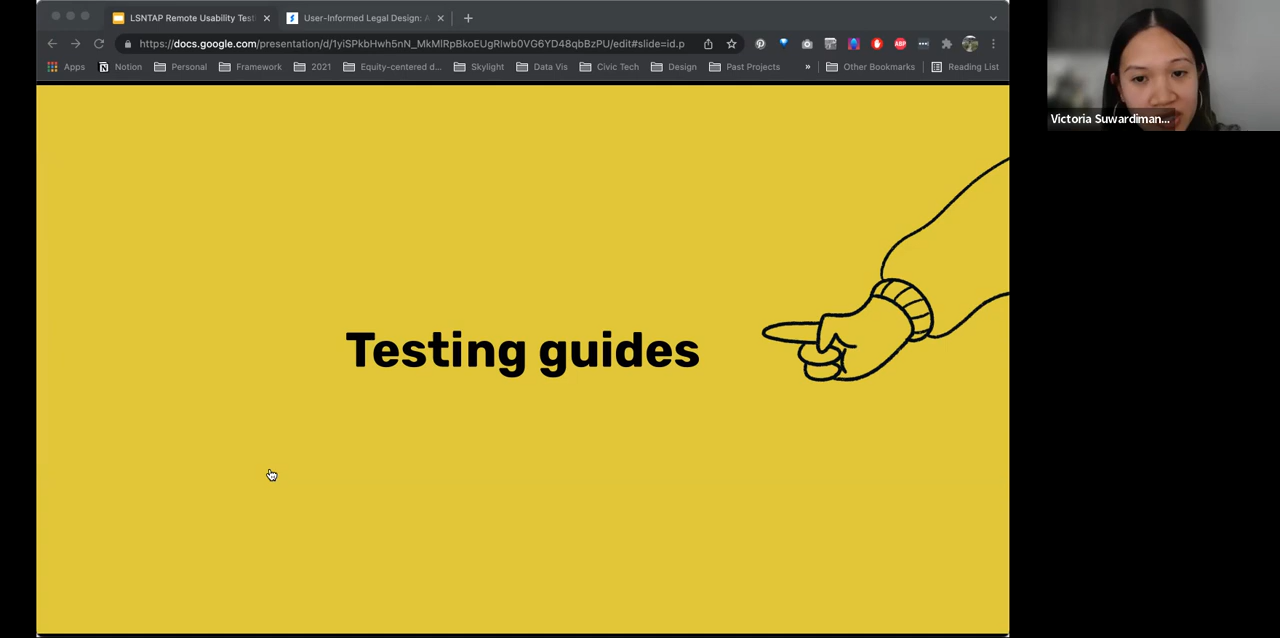 LSNTAP Remote Usability Test
User-Informed Legal Design: A
https://docs.google.com/presentation/d/1yiSPkbHwh5nN_MkMIRpBkoEUgRIwb0VG6YD48qbBzPU/edit#slide=id.p
Apps
Notion
Personal
Framework
2021
Equity-centered d...
Skylight
Data Vis
Civic Tech
Design
Past Projects
»
Other Bookmarks
Reading List
ABP
Victoria Suwardiman...
Testing guides